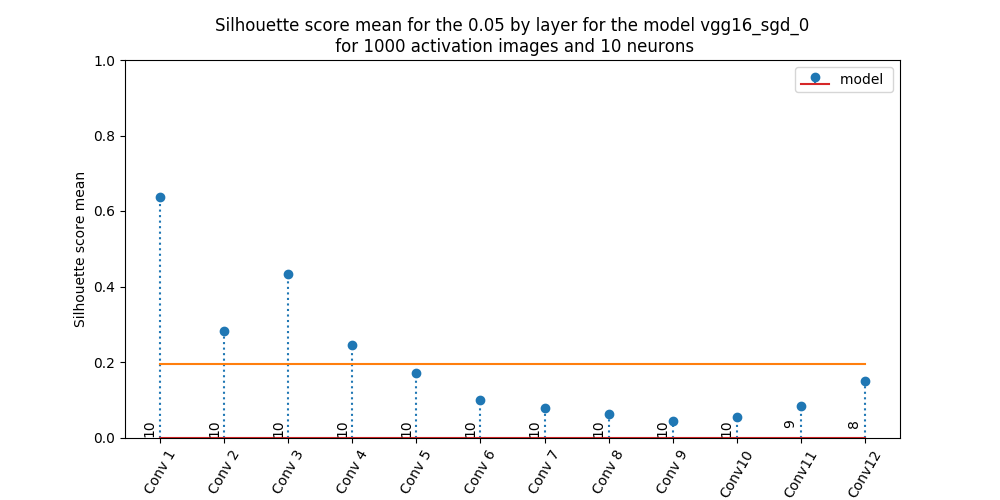 Silhouette score mean for the 0.05 by layer for the model vgg16_sgd_0
for 1000 activation images and 10 neurons
model
Silhouette score mean
1.0
0.8
0.6
0.4
0.2
0.0
10 10 10 10 10 10 10 10 10 10 9 8
Conv 1 Conv 2 Conv 3 Conv 4 Conv 5 Conv 6 Conv 7 Conv 8 Conv 9 Conv10 Conv11 Conv12